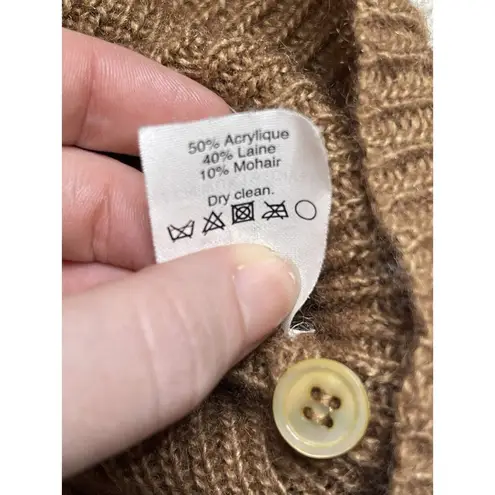 50% Acrylique
40% Laine
10% Mohair
Dry clean.